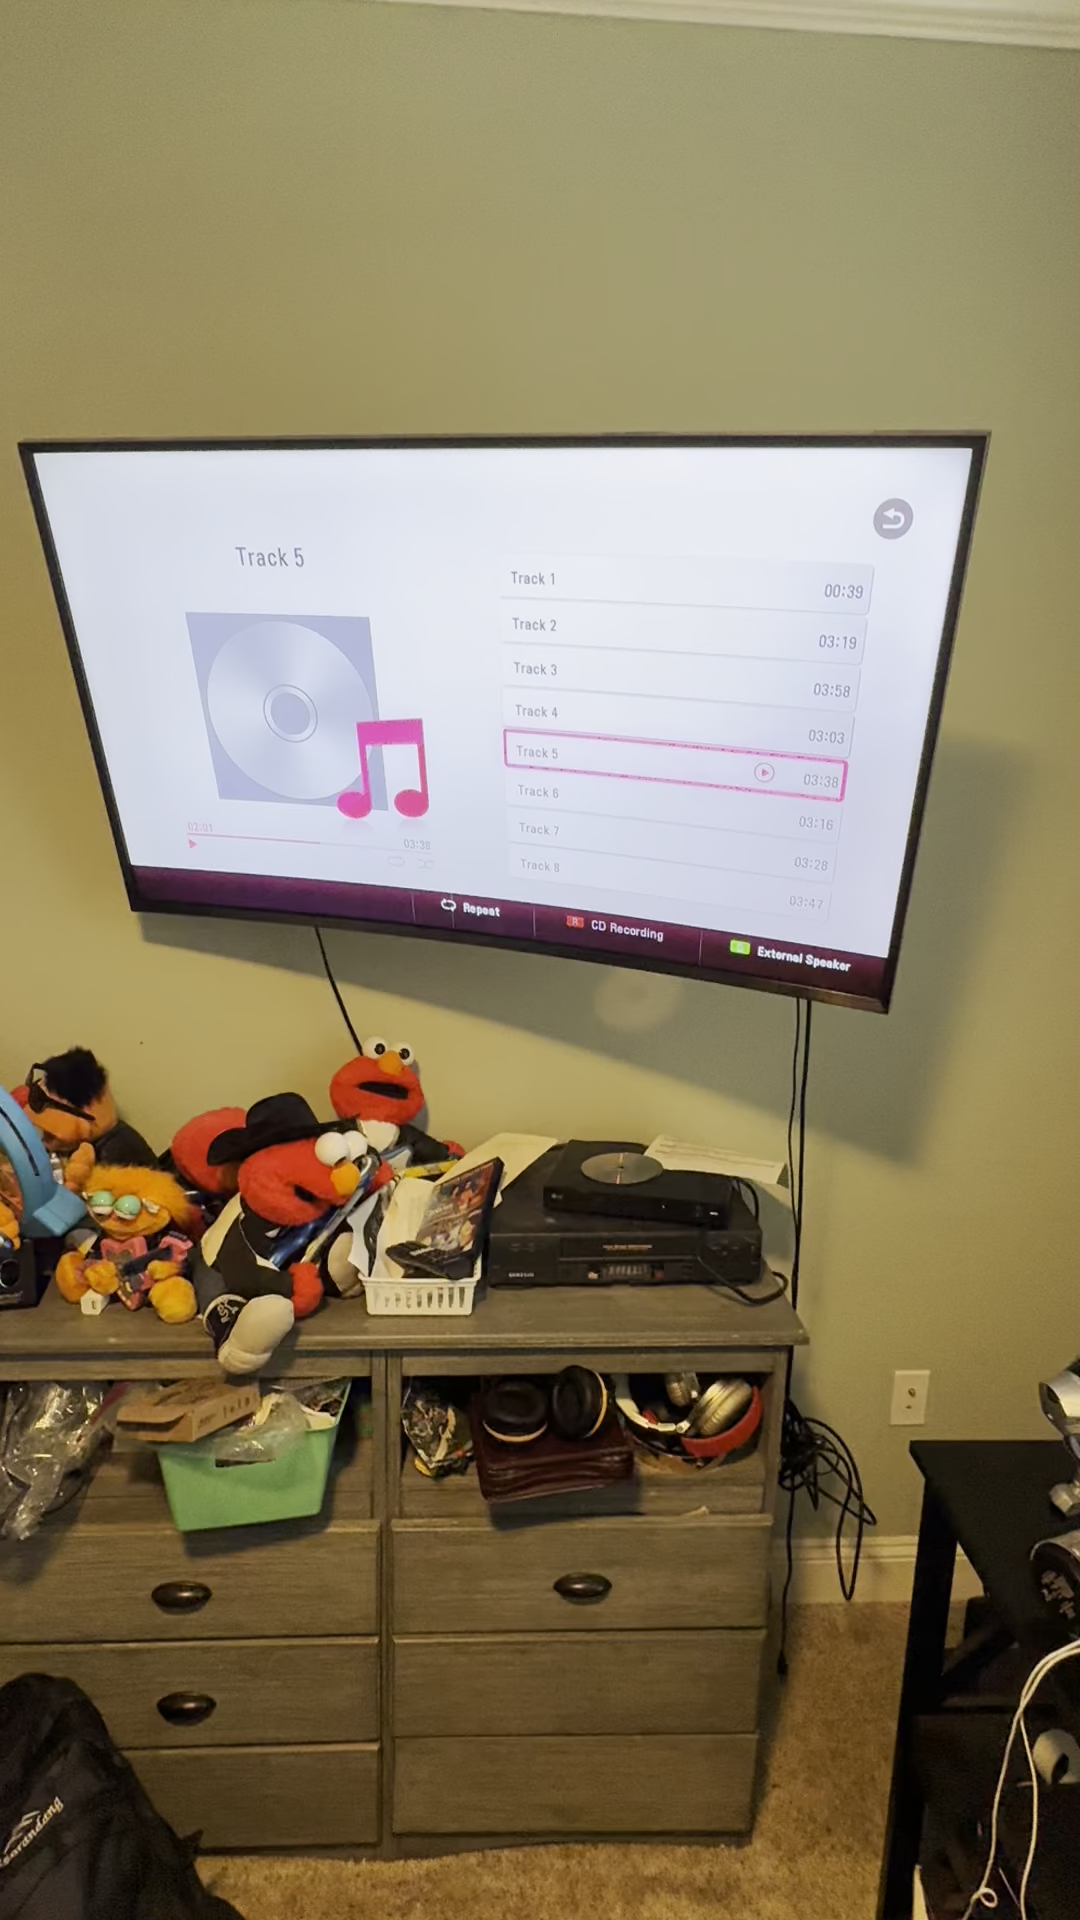 Track 5
02:01
03:38
Track 1 00:39
Track 2 03:19
Track 3 03:58
Track 4 03:03
Track 5 03:38
Track 6 03:16
Track 7 03:28
Track 8 03:47
Repeat
R CD Recording
External Speaker